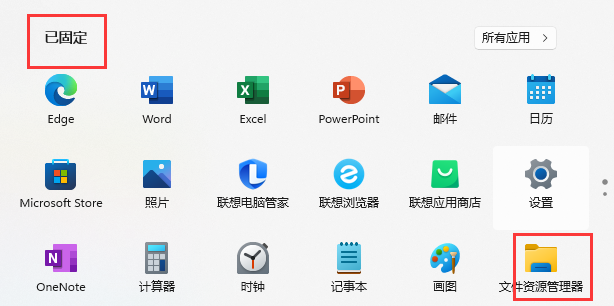 已固定
所有应用
Edge
Word
Excel
PowerPoint
邮件
日历
Microsoft Store
照片
联想电脑管家
联想浏览器
联想应用商店
设置
OneNote
计算器
时钟
记事本
画图
文件资源管理器